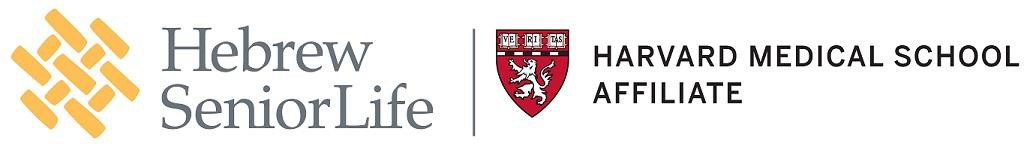 Hebrew
SeniorLife
VE RI TAS
HARVARD MEDICAL SCHOOL
AFFILIATE